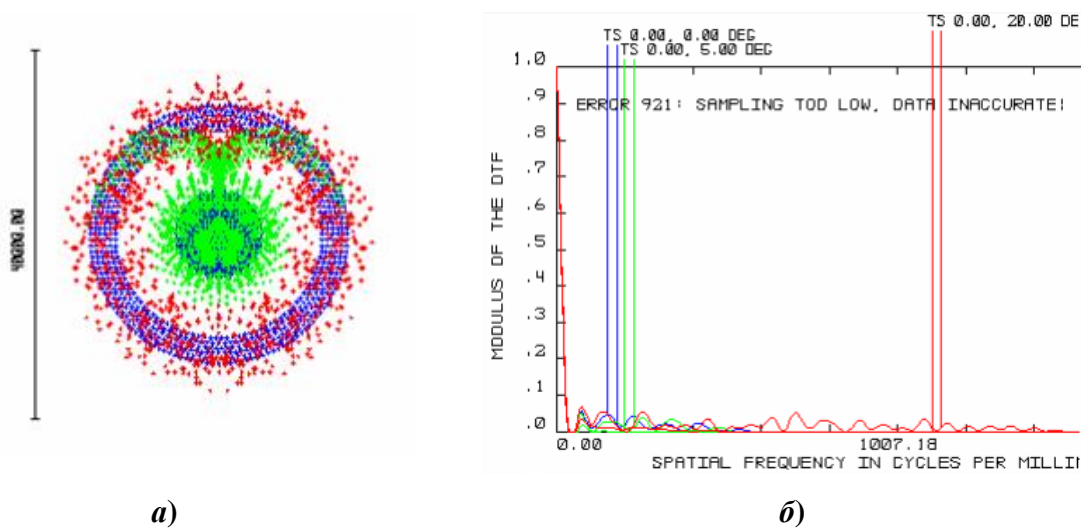 40000.00
TS 0.00, 0.00 DEG
TS 0.00, 5.00 DEG
TS 0.00, 20.00 DE
ERROR 921: SAMPLING TOO LOW, DATA INACCURATE!
MODULUS OF THE OTF
1.0
.9
.8
.7
.6
.5
.4
.3
.2
.1
.0
0.00
1007.18
SPATIAL FREQUENCY IN CYCLES PER MILLIM
а)
б)